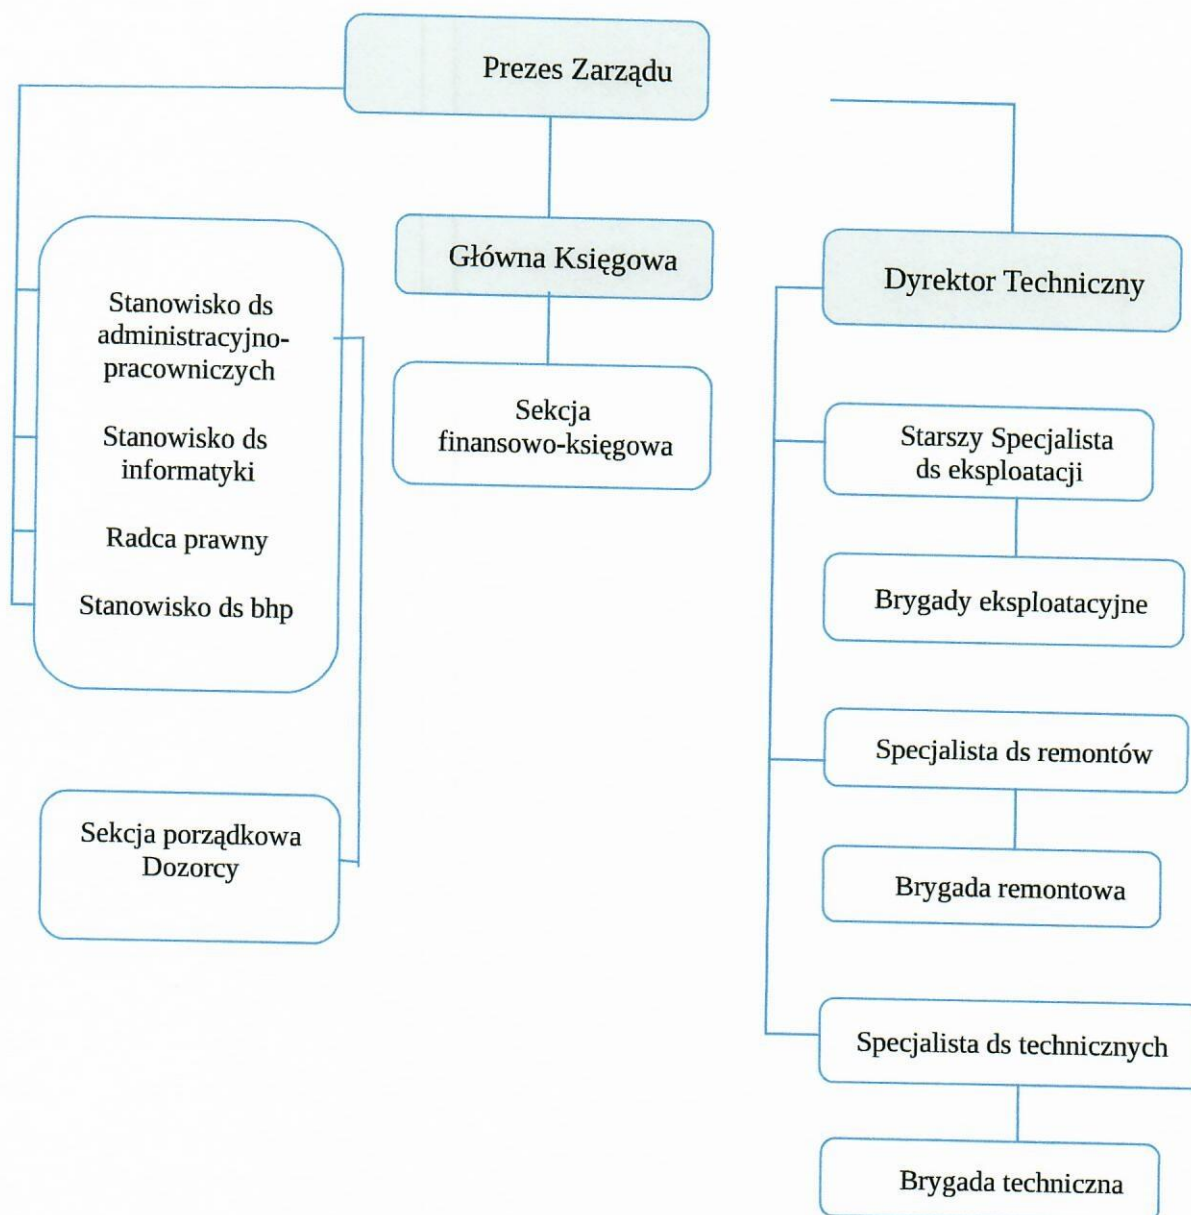 Prezes Zarządu
Główna Księgowa
Dyrektor Techniczny
Stanowisko ds
administracyjno-
pracowniczych
Stanowisko ds
informatyki
Radca prawny
Stanowisko ds bhp
Sekcja
finansowo-księgowa
Starszy Specjalista
ds eksploatacji
Brygady eksploatacyjne
Specjalista ds remontów
Sekcja porządkowa
Dozorcy
Brygada remontowa
Specjalista ds technicznych
Brygada techniczna